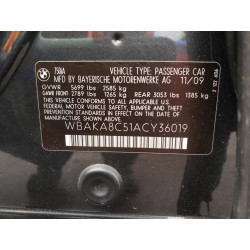 750LiA VEHICLE TYPE: PASSENGER CAR
MFD BY BAYERISCHE MOTORENWERKE AG 11/09
GVWR 5699 lbs 2585 kg
GAWR FRONT 2789 lbs 1265 kg REAR 3053 lbs 1385 kg
THIS VEHICLE CONFORMS TO ALL APPLICABLE
FEDERAL MOTOR VEHICLE SAFETY, BUMPER AND THEFT
PREVENTION STANDARDS IN EFFECT ON THE DATE
OF MANUFACTURE SHOWN ABOVE.
WBAKA8C51ACY36019